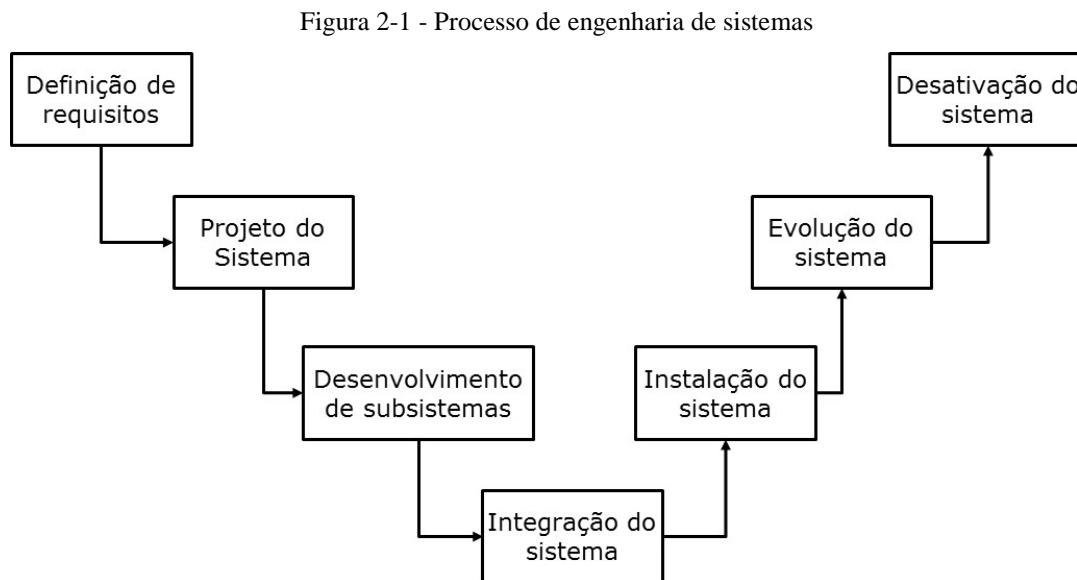 Figura 2-1 - Processo de engenharia de sistemas
Definição de
requisitos
Desativação do
sistema
Projeto do
Sistema
Evolução do
sistema
Desenvolvimento
de subsistemas
Instalação do
sistema
Integração do
sistema